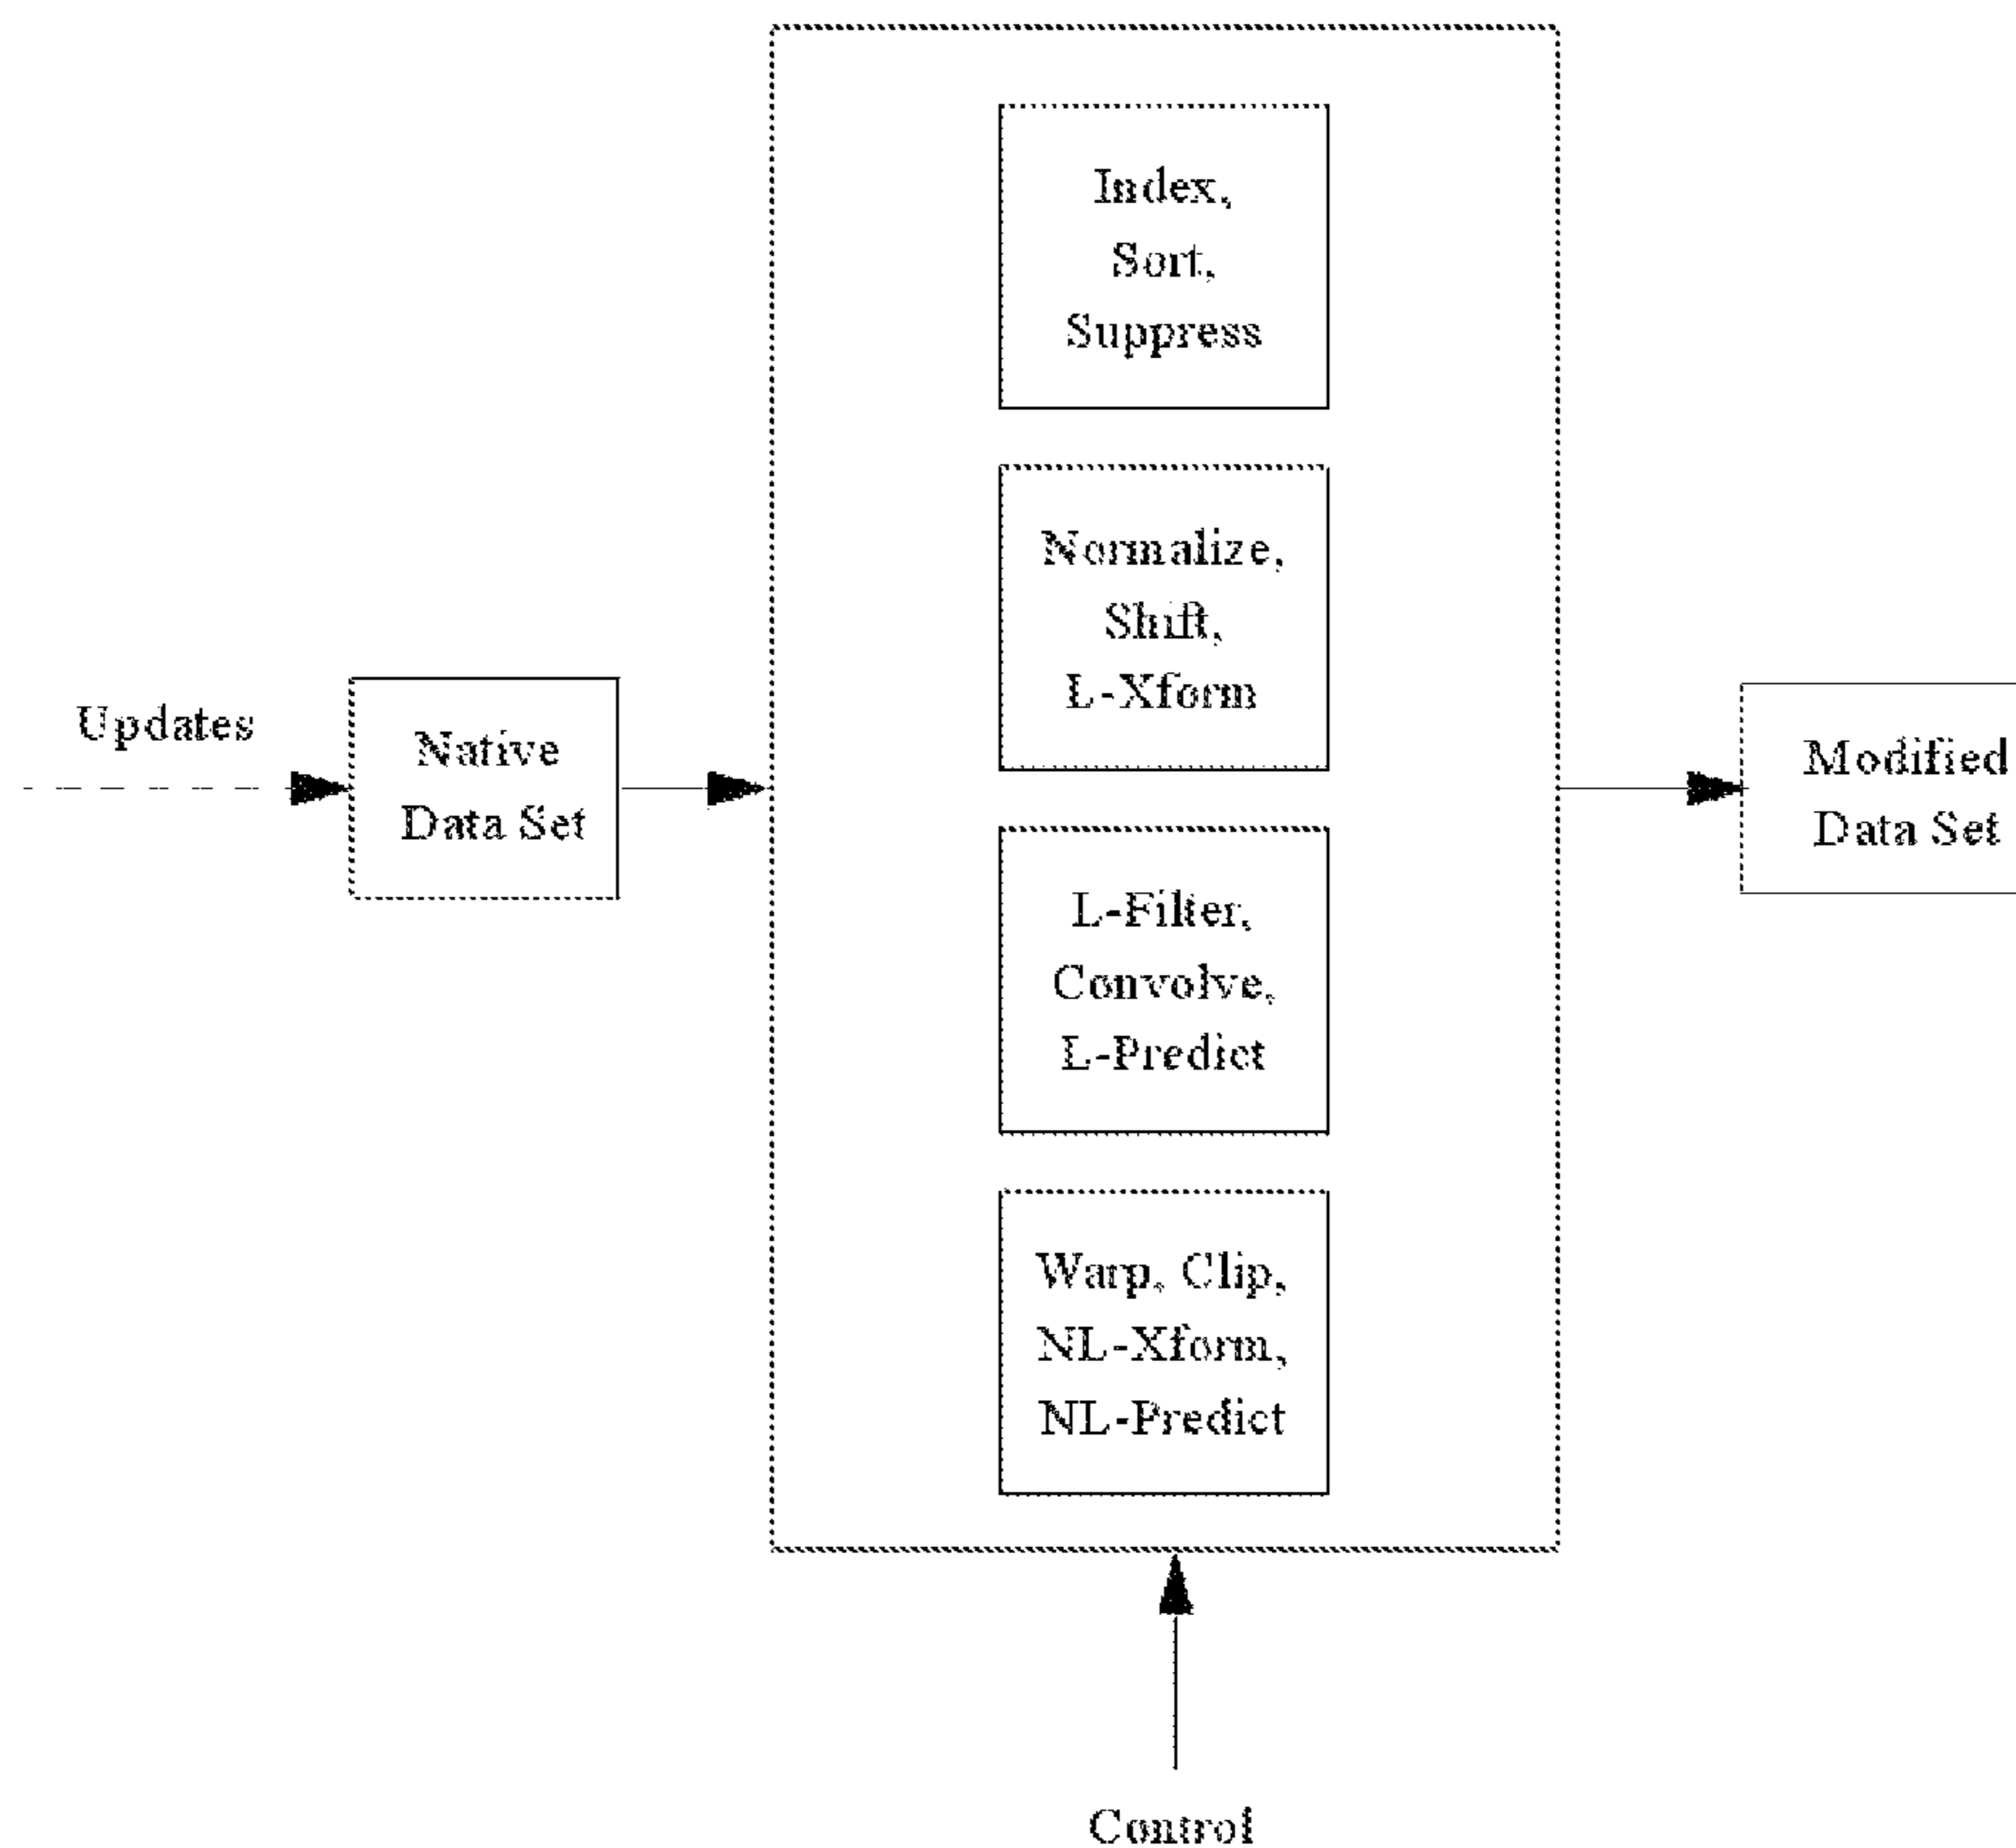 Index,
Sort,
Suppress
Normalize,
Shift,
L-Xform
Updates
Native
Data Set
Modified
Data Set
L-Filter,
Convolve,
L-Predict
Warp, Clip,
NL-Xform,
NL-Predict
Control